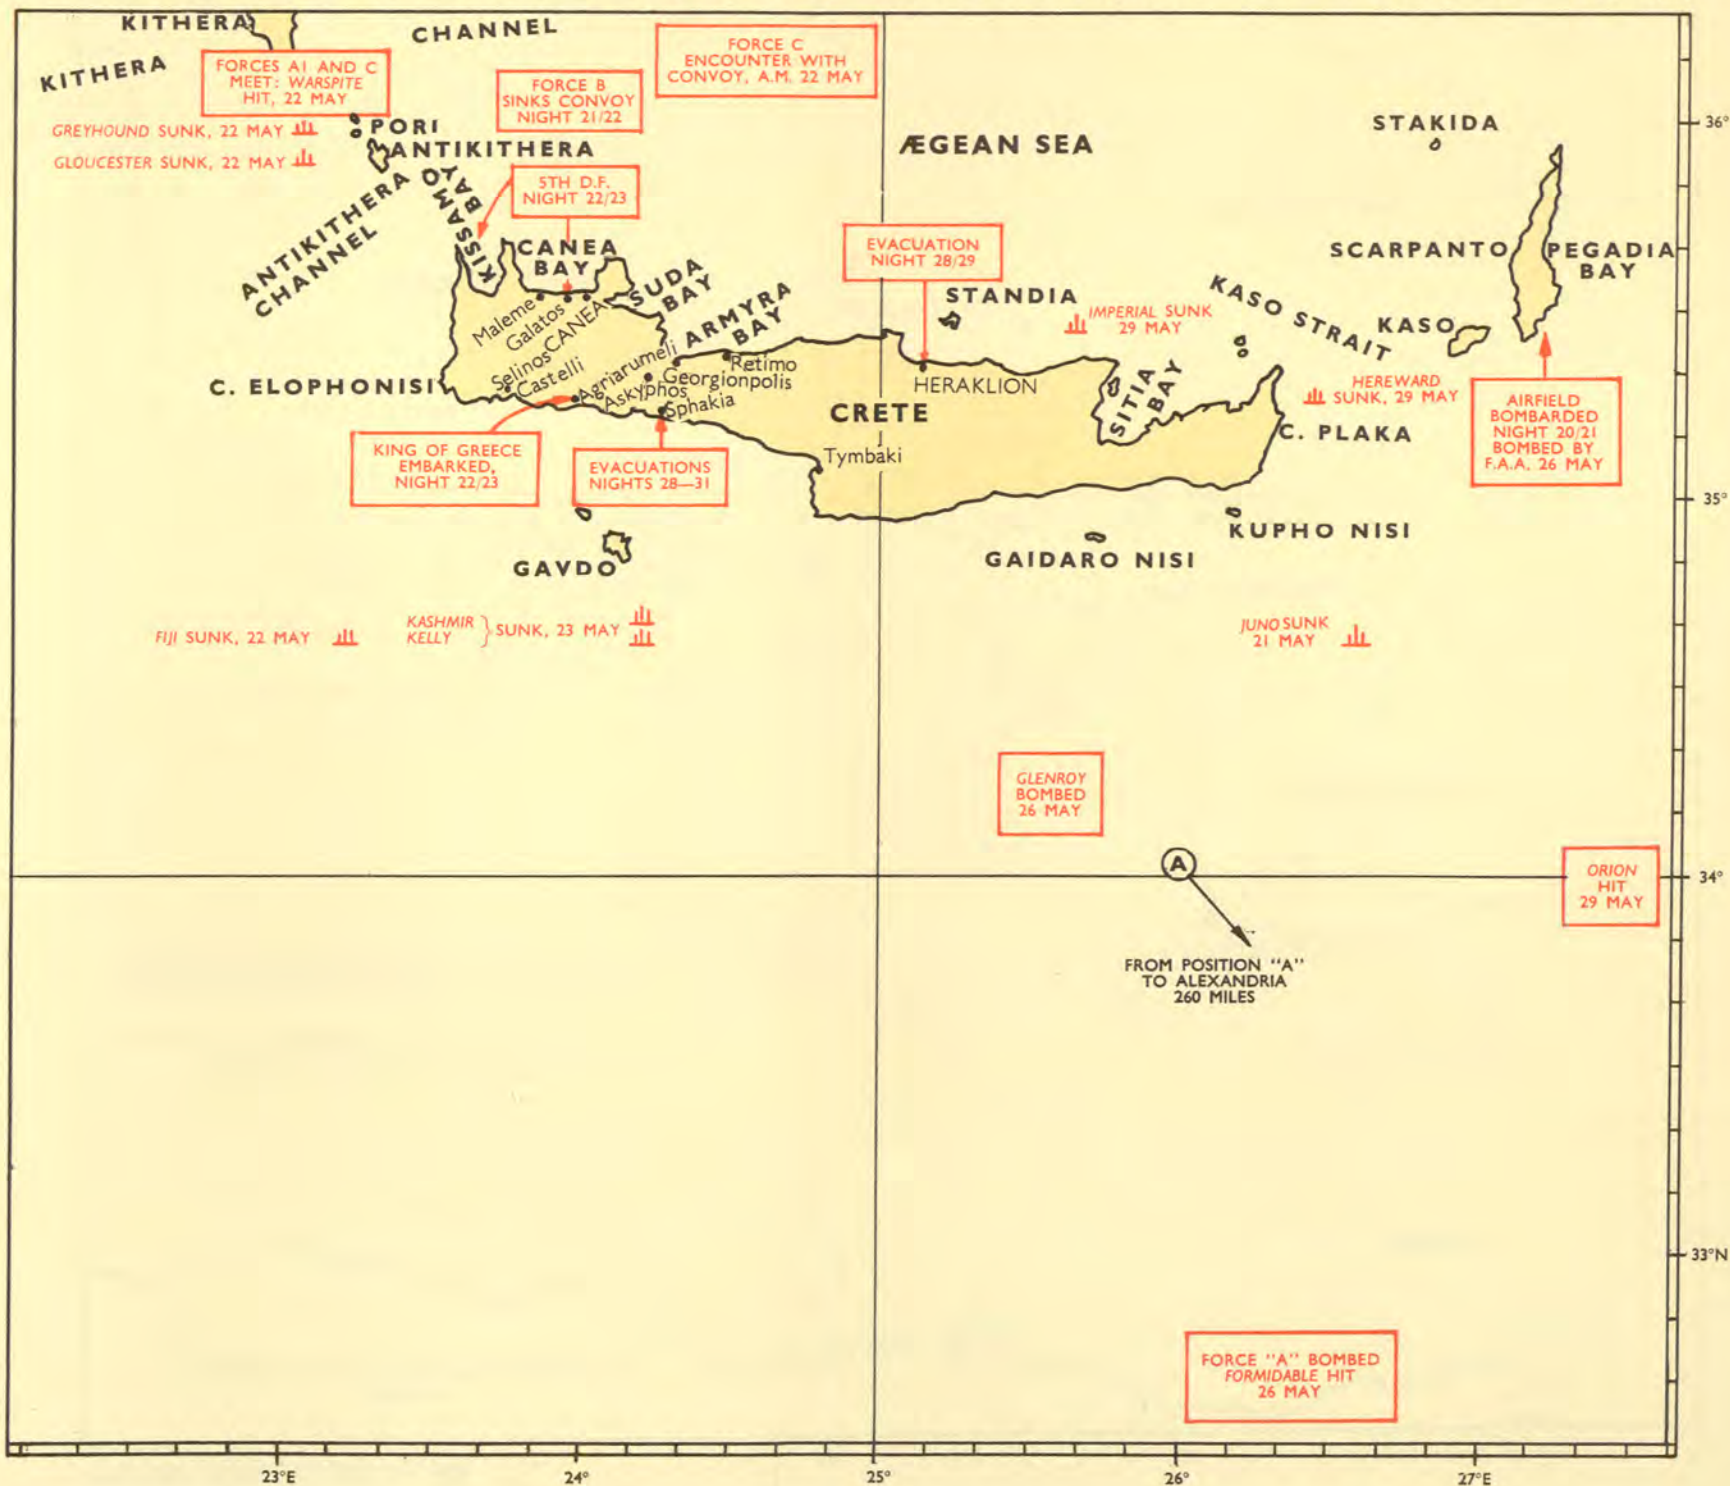 KITHERA
CHANNEL
KITHERA
FORCES A1 AND C
MEET: WARSPITE
HIT, 22 MAY
FORCE B
SINKS CONVOY
NIGHT 21/22
FORCE C
ENCOUNTER WITH
CONVOY, A.M. 22 MAY
GREYHOUND SUNK, 22 MAY
PORI
GLOUCESTER SUNK, 22 MAY
ANTIKITHERA
ÆGEAN SEA
STAKIDA
36°
5TH D.F.
NIGHT 22/23
ANTIKITHERA
CHANNEL
KISSAMO
BAY
CANEA
BAY
SUDA
BAY
ARMYRA
BAY
EVACUATION
NIGHT 28/29
STANDIA
IMPERIAL SUNK
29 MAY
KASO STRAIT
KASO
SCARPANTO
PEGADIA
BAY
Maleme
Galatos
CANEA
Selinos
Castelli
Agriarumeli
Askyphos
Sphakia
Georgionpolis
Retimo
HERAKLION
CRETE
Tymbaki
SITIA
BAY
C. ELOPHONISI
C. PLAKA
HEREWARD
SUNK, 29 MAY
AIRFIELD
BOMBARDED
NIGHT 20/21
BOMBED BY
F.A.A, 26 MAY
KING OF GREECE
EMBARKED,
NIGHT 22/23
EVACUATIONS
NIGHTS 28—31
35°
GAVDO
GAIDARO NISI
KUPHO NISI
FIJI SUNK, 22 MAY
KASHMIR
KELLY
} SUNK, 23 MAY
JUNO SUNK
21 MAY
GLENROY
BOMBED
26 MAY
A
ORION
HIT
29 MAY
34°
FROM POSITION "A"
TO ALEXANDRIA
260 MILES
33°N
FORCE "A" BOMBED
FORMIDABLE HIT
26 MAY
23°E
24°
25°
26°
27°E